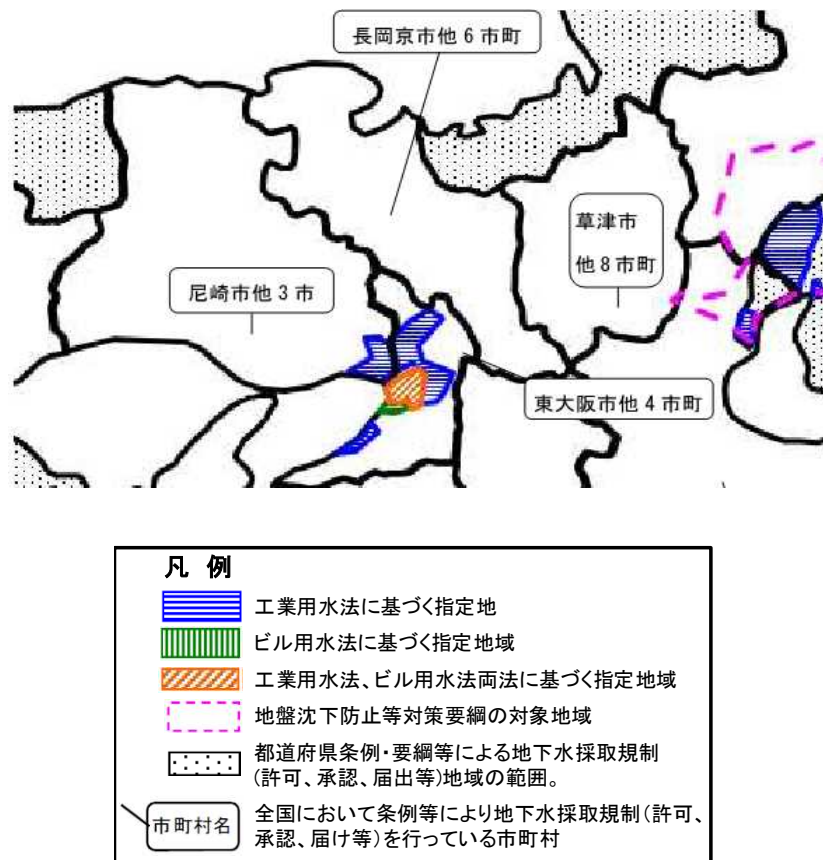 長岡京市他6市町
草津市
他8市町
尼崎市他3市
東大阪市他4市町
凡 例
工業用水法に基づく指定地
ビル用水法に基づく指定地域
工業用水法、ビル用水法両法に基づく指定地域
地盤沈下防止等対策要綱の対象地域
都道府県条例・要綱等による地下水採取規制
(許可、承認、届出等)地域の範囲。
市町村名
全国において条例等により地下水採取規制(許可、
承認、届け等)を行っている市町村